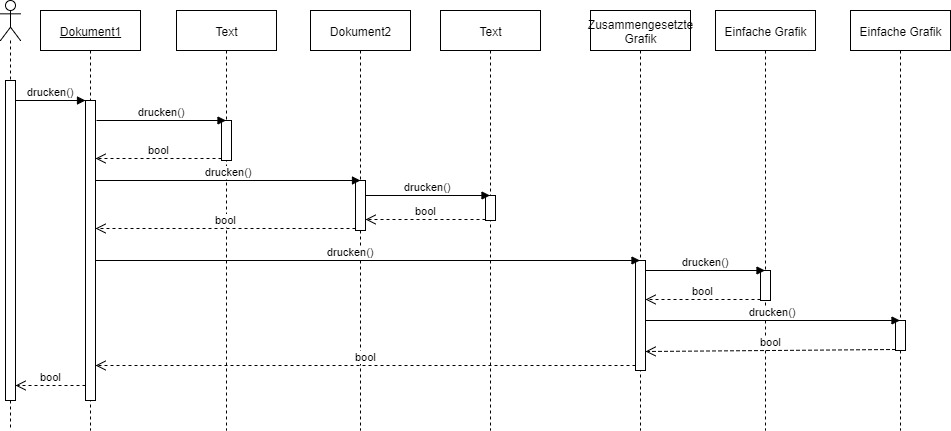 Dokument1
Text
Dokument2
Text
Zusammengesetzte
Grafik
Einfache Grafik
Einfache Grafik
drucken()
drucken()
bool
drucken()
drucken()
bool
bool
drucken()
drucken()
bool
drucken()
bool
bool
bool